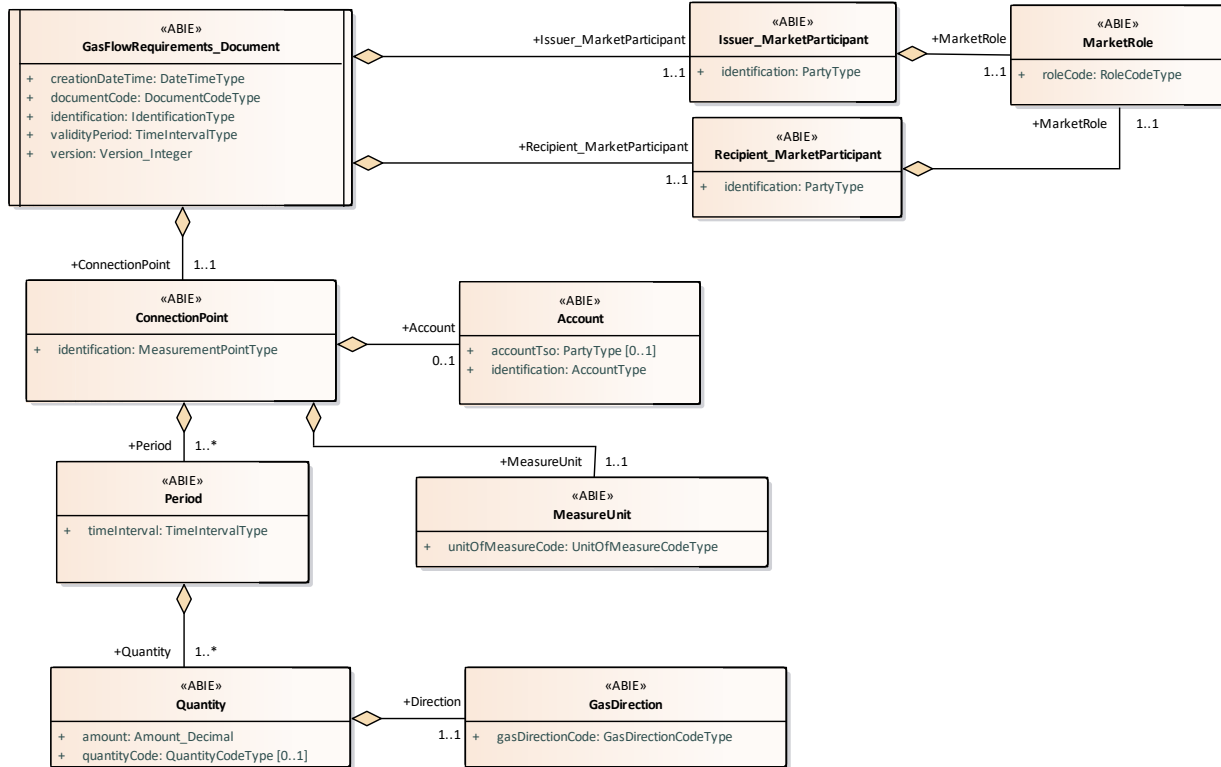 «ABIE»
GasFlowRequirements_Document
+ creationDateTime: DateTimeType
+ documentCode: DocumentCodeType
+ identification: IdentificationType
+ validityPeriod: TimeIntervalType
+ version: Version_Integer
+Issuer_MarketParticipant
1..1
«ABIE»
Issuer_MarketParticipant
+ identification: PartyType
+MarketRole
1..1
«ABIE»
MarketRole
+ roleCode: RoleCodeType
+Recipient_MarketParticipant
1..1
«ABIE»
Recipient_MarketParticipant
+ identification: PartyType
+MarketRole 1..1
+ConnectionPoint 1..1
«ABIE»
ConnectionPoint
+ identification: MeasurementPointType
+Account
0..1
«ABIE»
Account
+ accountTso: PartyType [0..1]
+ identification: AccountType
+Period 1..*
«ABIE»
Period
+ timeInterval: TimeIntervalType
+MeasureUnit 1..1
«ABIE»
MeasureUnit
+ unitOfMeasureCode: UnitOfMeasureCodeType
+Quantity 1..*
«ABIE»
Quantity
+ amount: Amount_Decimal
+ quantityCode: QuantityCodeType [0..1]
+Direction
1..1
«ABIE»
GasDirection
+ gasDirectionCode: GasDirectionCodeType